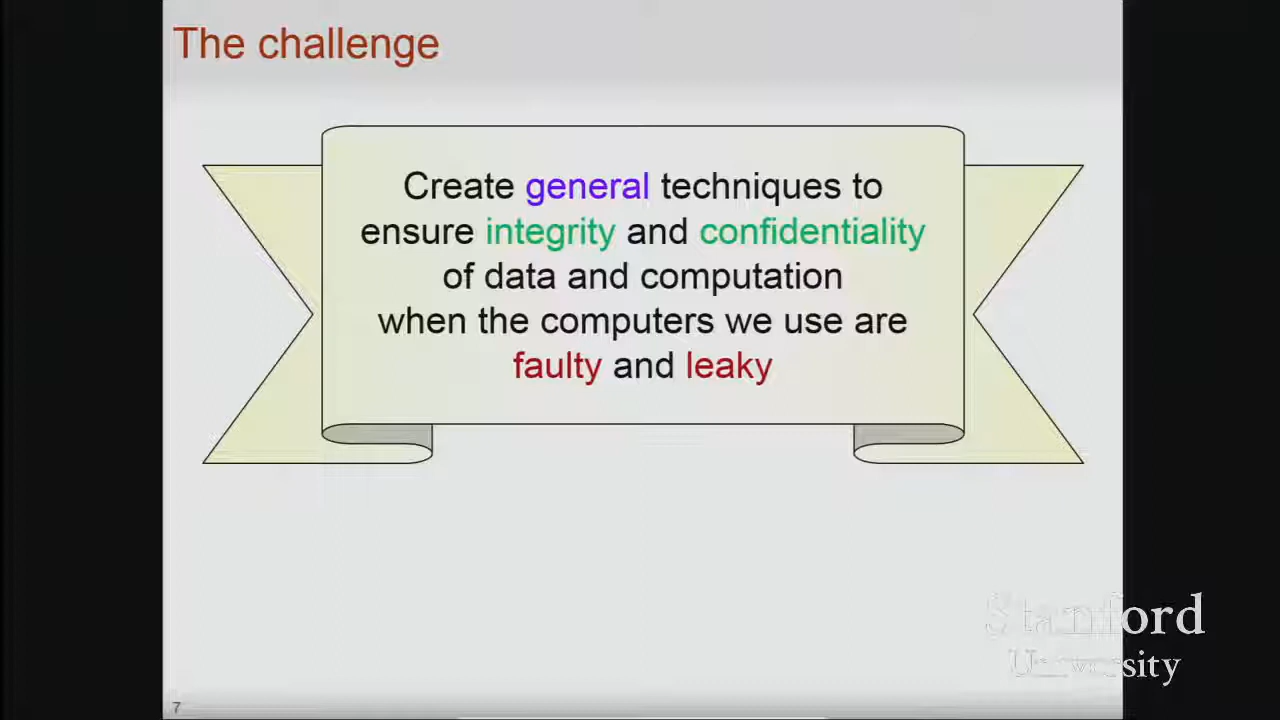 The challenge
Create general techniques to
ensure integrity and confidentiality
of data and computation
when the computers we use are
faulty and leaky
Stanford
University
7